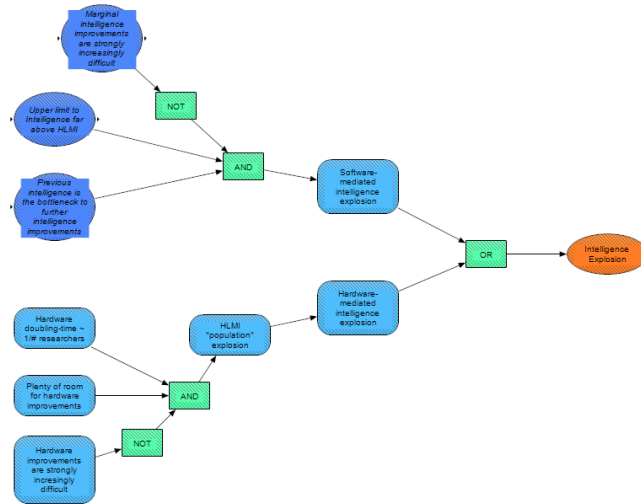 Marginal
intelligence
improvements
are strongly
increasingly
difficult
NOT
Upper limit to
Intelligence far
above HLMI
AND
Previous
intelligence is
the bottleneck to
further
intelligence
improvements
Software-
mediated
intelligence
explosion
OR
Intelligence
Explosion
Hardware-
mediated
intelligence
explosion
HLMI
"population"
explosion
Hardware
doubling-time ~
1/# researchers
AND
Plenty of room
for hardware
improvements
NOT
Hardware
improvements
are strongly
incresingly
difficult